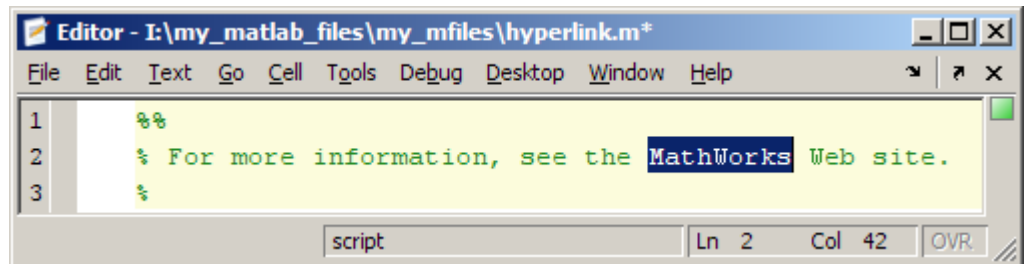 Editor - I:\my_matlab_files\my_mfiles\hyperlink.m*
File Edit Text Go Cell Tools Debug Desktop Window Help
1 %%
2 % For more information, see the MathWorks Web site.
3 %
script Ln 2 Col 42 OVR